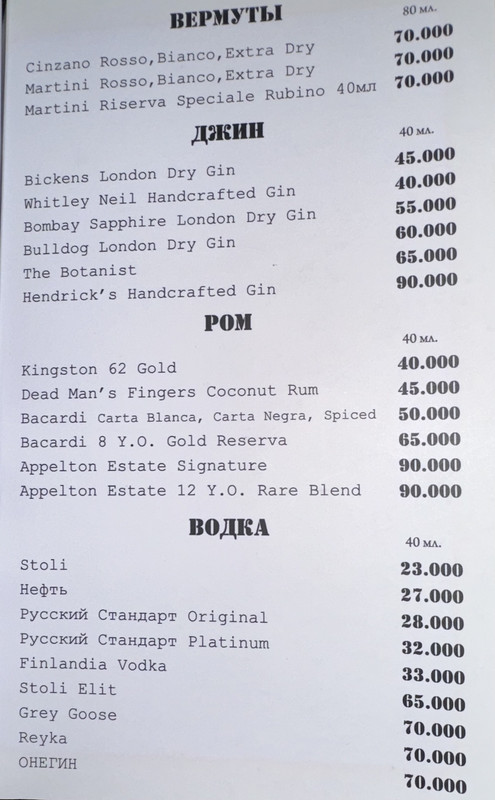 ВЕРМУТЫ 80 мл.
Cinzano Rosso,Bianco,Extra Dry 70.000
Martini Rosso,Bianco,Extra Dry 70.000
Martini Riserva Speciale Rubino 40мл 70.000
ДЖИН 40 мл.
Bickens London Dry Gin 45.000
Whitley Neil Handcrafted Gin 40.000
Bombay Sapphire London Dry Gin 55.000
Bulldog London Dry Gin 60.000
The Botanist 65.000
Hendrick's Handcrafted Gin 90.000
РОМ 40 мл.
Kingston 62 Gold 40.000
Dead Man's Fingers Coconut Rum 45.000
Bacardi Carta Blanca, Carta Negra, Spiced 50.000
Bacardi 8 Y.O. Gold Reserva 65.000
Appelton Estate Signature 90.000
Appelton Estate 12 Y.O. Rare Blend 90.000
ВОДКА 40 мл.
Stoli 23.000
Нефть 27.000
Русский Стандарт Original 28.000
Русский Стандарт Platinum 32.000
Finlandia Vodka 33.000
Stoli Elit 65.000
Grey Goose 70.000
Reyka 70.000
ОНЕГИН 70.000